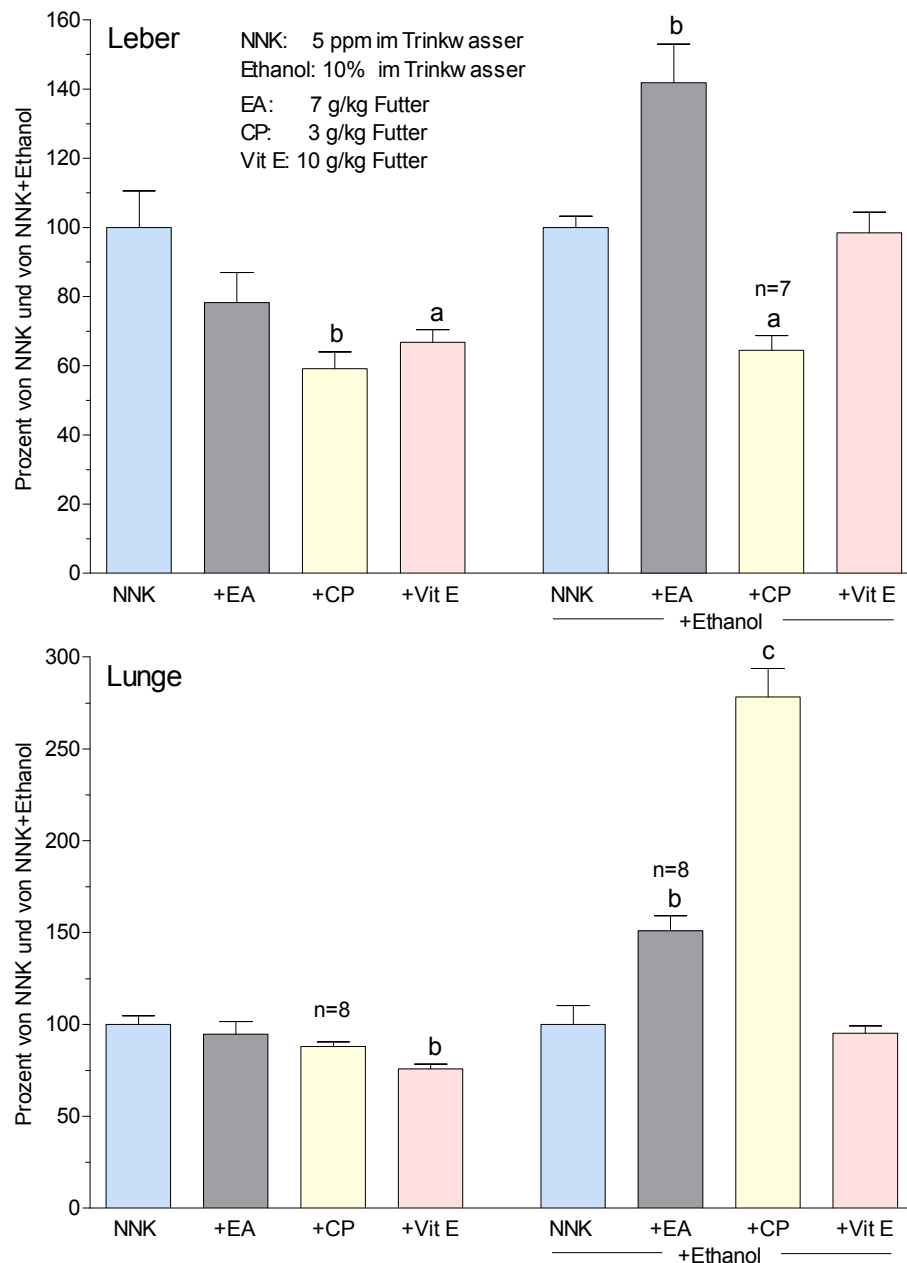 Leber
NNK: 5 ppm im Trinkw asser
Ethanol: 10% im Trinkw asser
EA: 7 g/kg Futter
CP: 3 g/kg Futter
Vit E: 10 g/kg Futter
Prozent von NNK und von NNK+Ethanol
160
140
120
100
80
60
40
20
0
b
a
b
n=7
a
NNK +EA +CP +Vit E NNK +EA +CP +Vit E
+Ethanol
Lunge
Prozent von NNK und von NNK+Ethanol
300
250
200
150
100
50
0
n=8
b
n=8
b
c
NNK +EA +CP +Vit E NNK +EA +CP +Vit E
+Ethanol